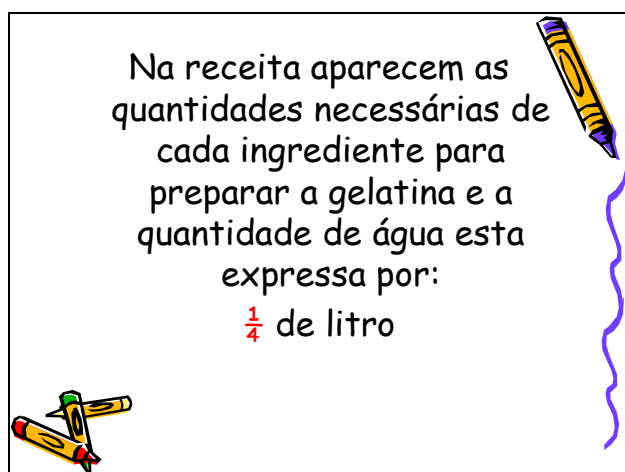 Na receita aparecem as
quantidades necessárias de
cada ingrediente para
preparar a gelatina e a
quantidade de água esta
expressa por:
¼ de litro